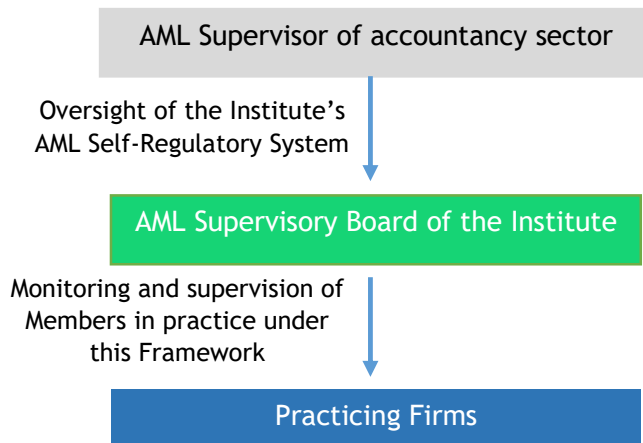 AML Supervisor of accountancy sector
Oversight of the Institute’s
AML Self-Regulatory System
AML Supervisory Board of the Institute
Monitoring and supervision of
Members in practice under
this Framework
Practicing Firms